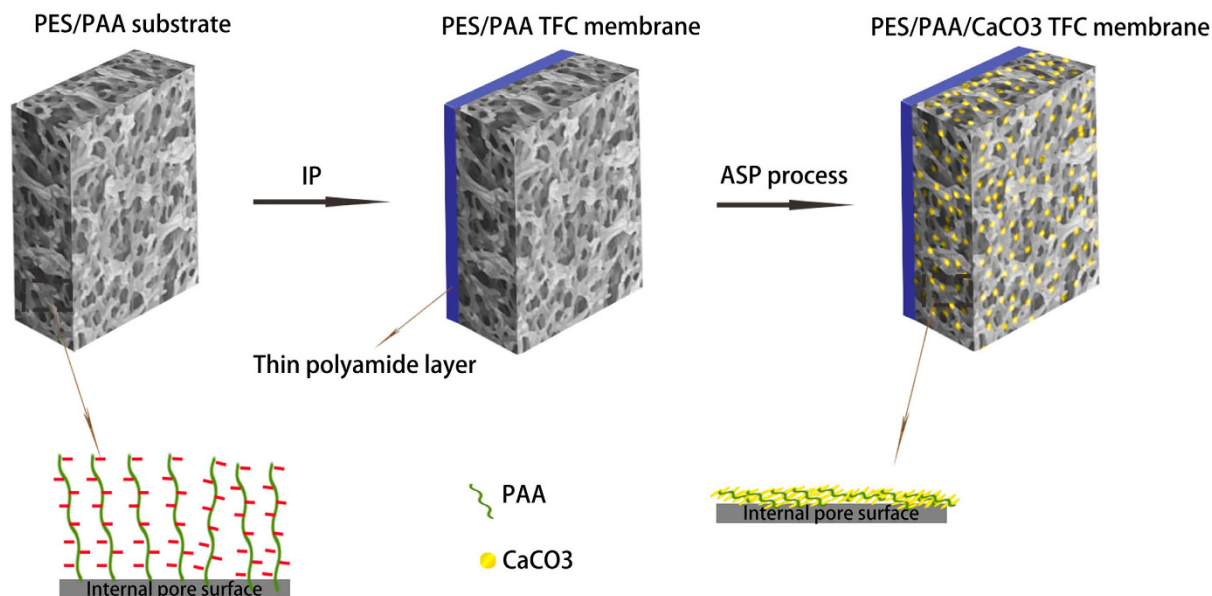 PES/PAA substrate
PES/PAA TFC membrane
PES/PAA/CaCO3 TFC membrane
IP
ASP process
Thin polyamide layer
PAA
CaCO3
Internal pore surface
Internal pore surface